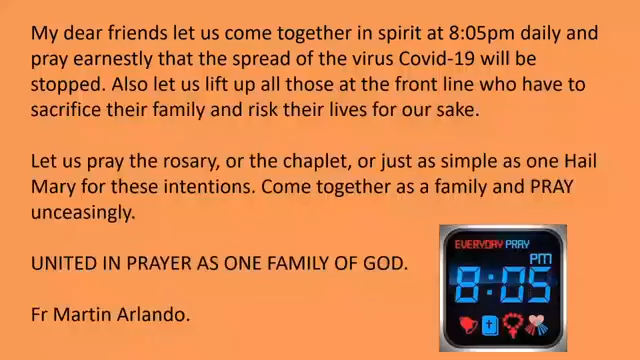 My dear friends let us come together in spirit at 8:05pm daily and
pray earnestly that the spread of the virus Covid-19 will be
stopped. Also let us lift up all those at the front line who have to
sacrifice their family and risk their lives for our sake.
Let us pray the rosary, or the chaplet, or just as simple as one Hail
Mary for these intentions. Come together as a family and PRAY
unceasingly.
UNITED IN PRAYER AS ONE FAMILY OF GOD.
Fr Martin Arlando.
EVERYDAY PRAY
PM
8:05